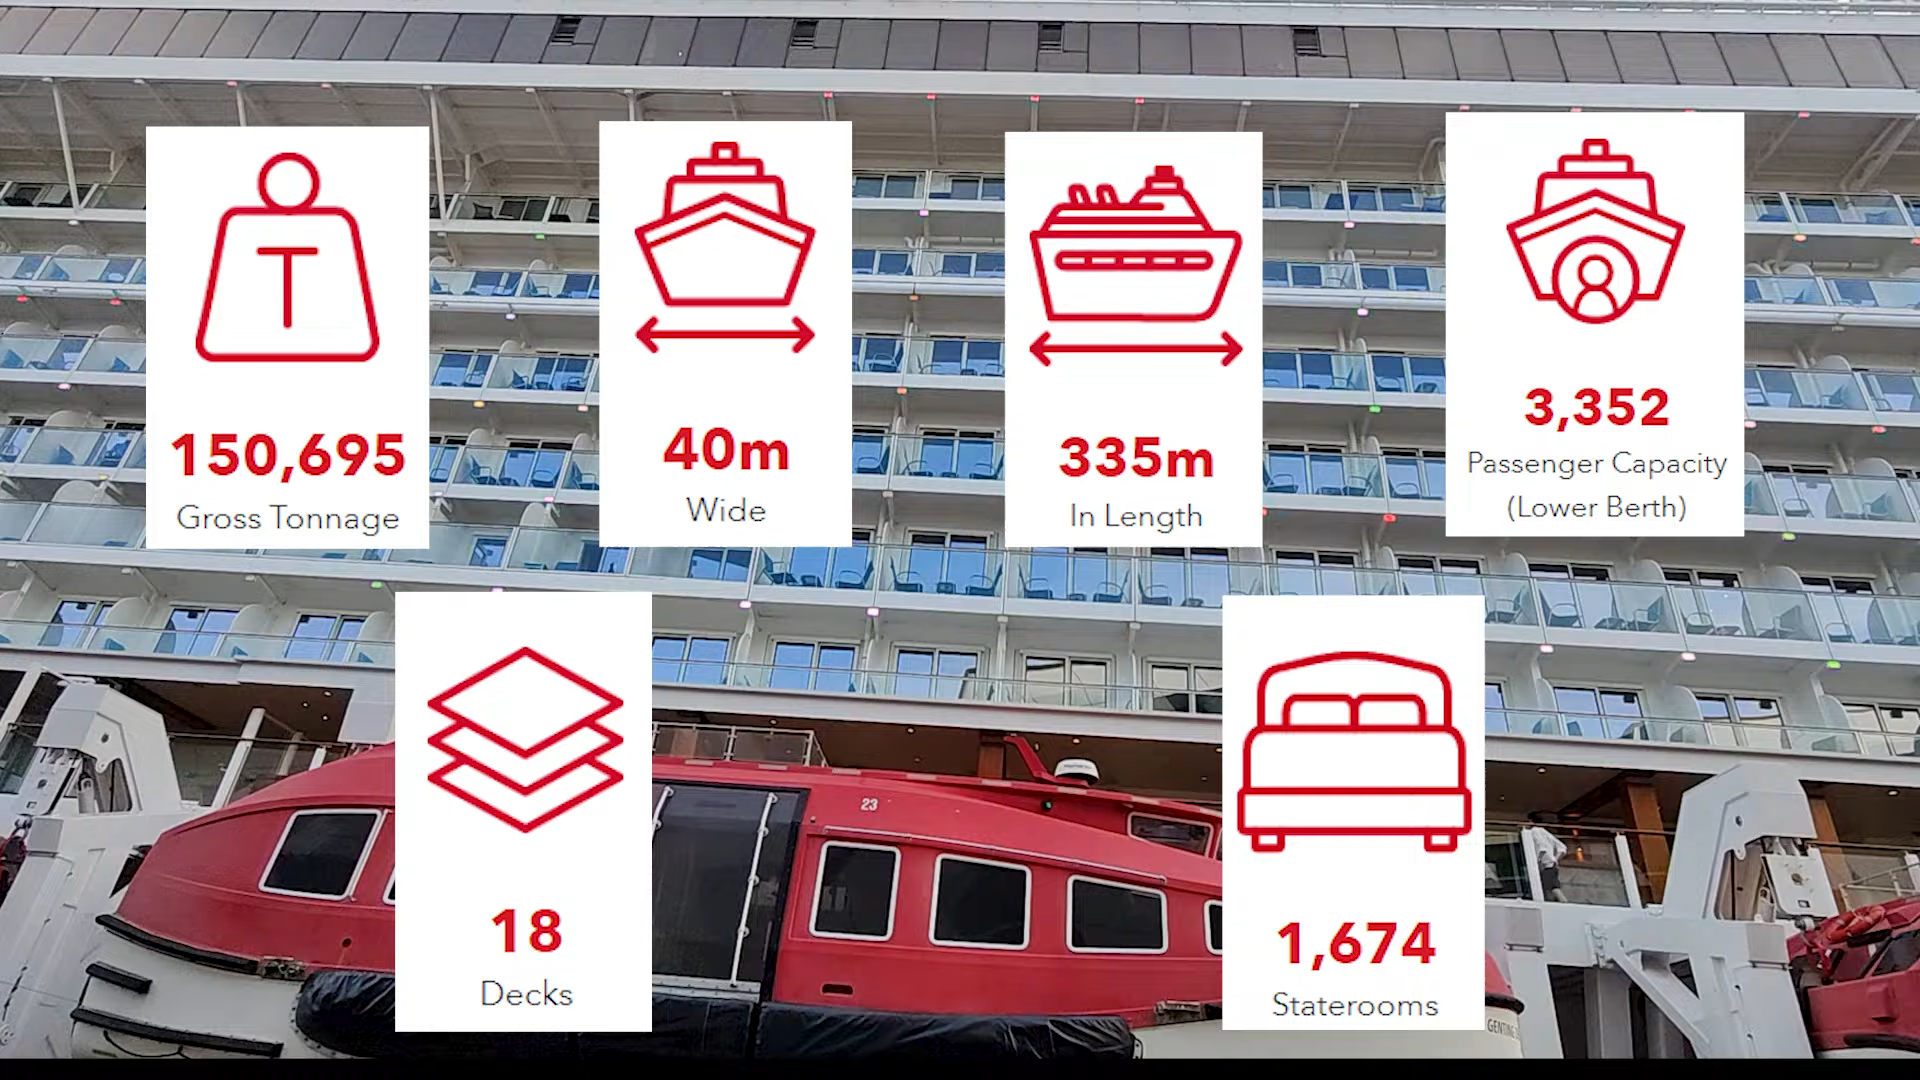 T
150,695
Gross Tonnage
40m
Wide
335m
In Length
3,352
Passenger Capacity
(Lower Berth)
18
Decks
1,674
Staterooms
23
GENTING